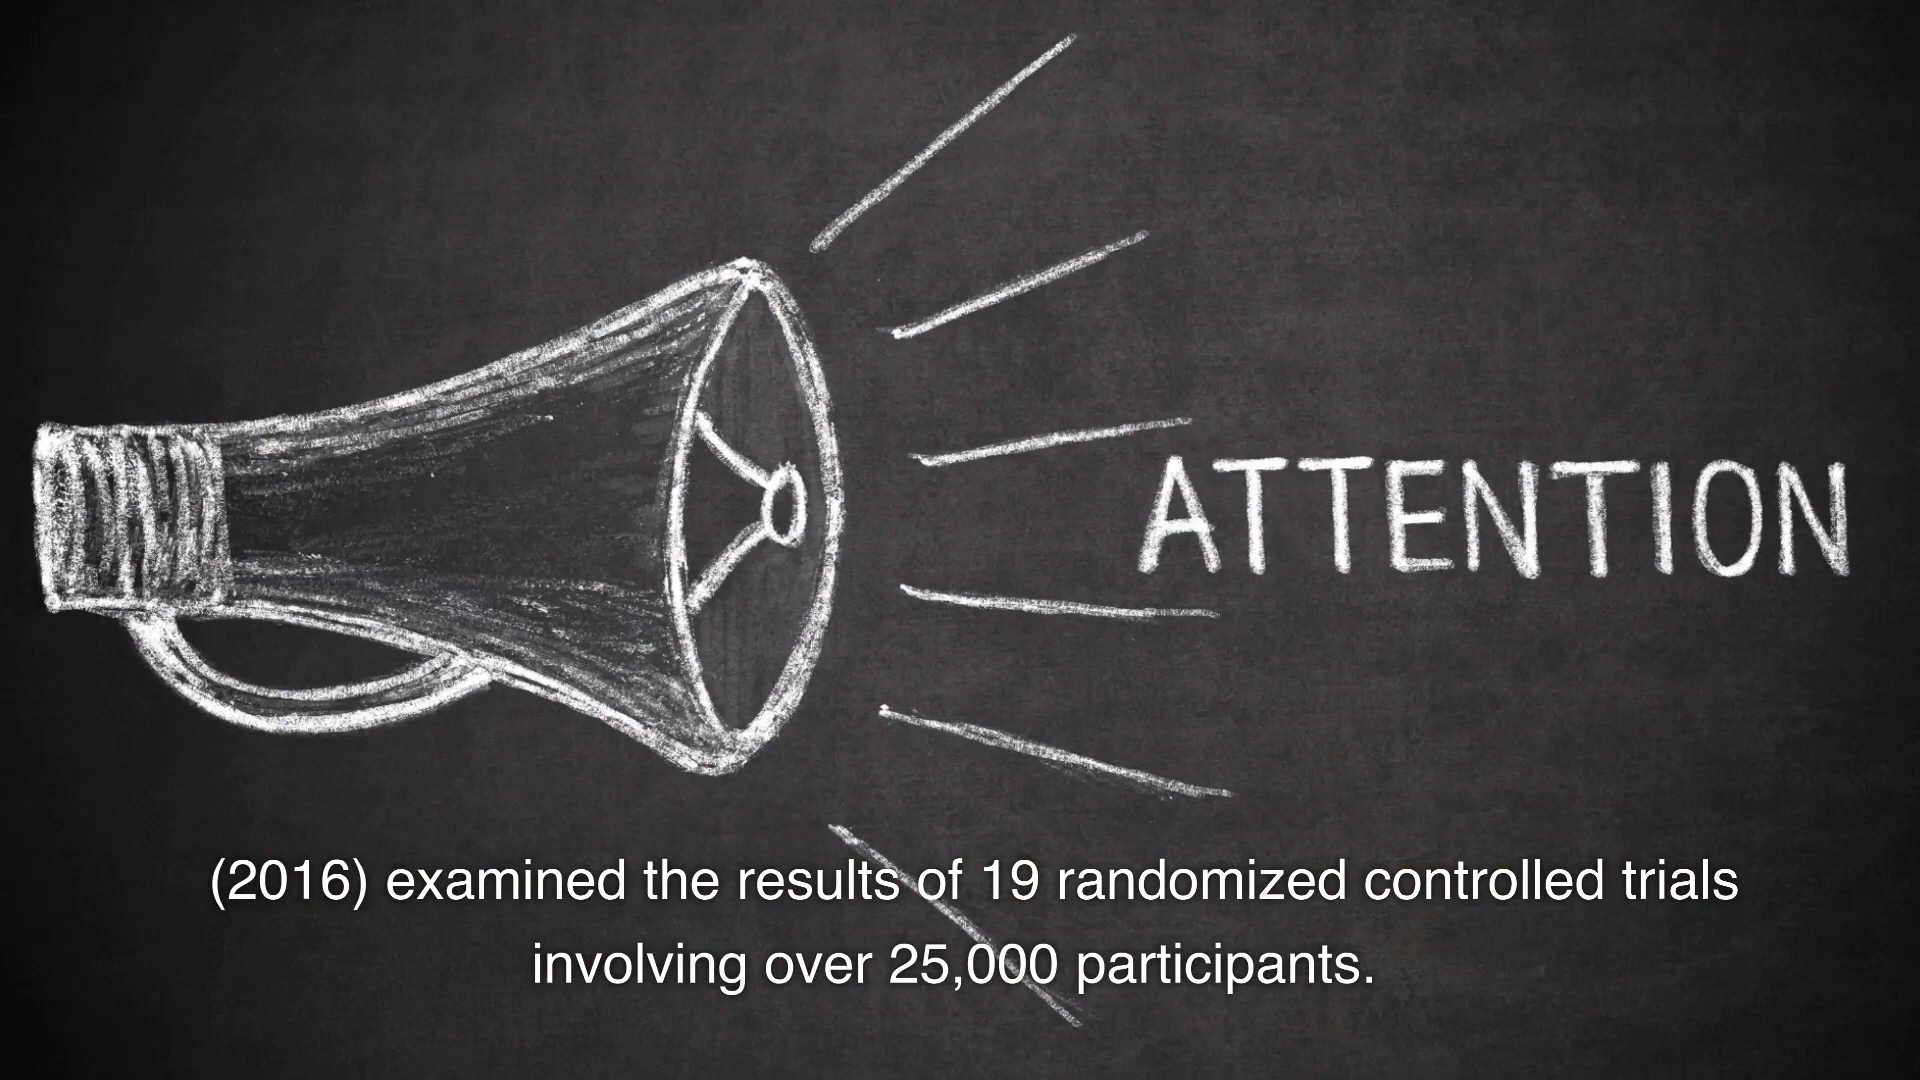 ATTENTION
(2016) examined the results of 19 randomized controlled trials
involving over 25,000 participants.